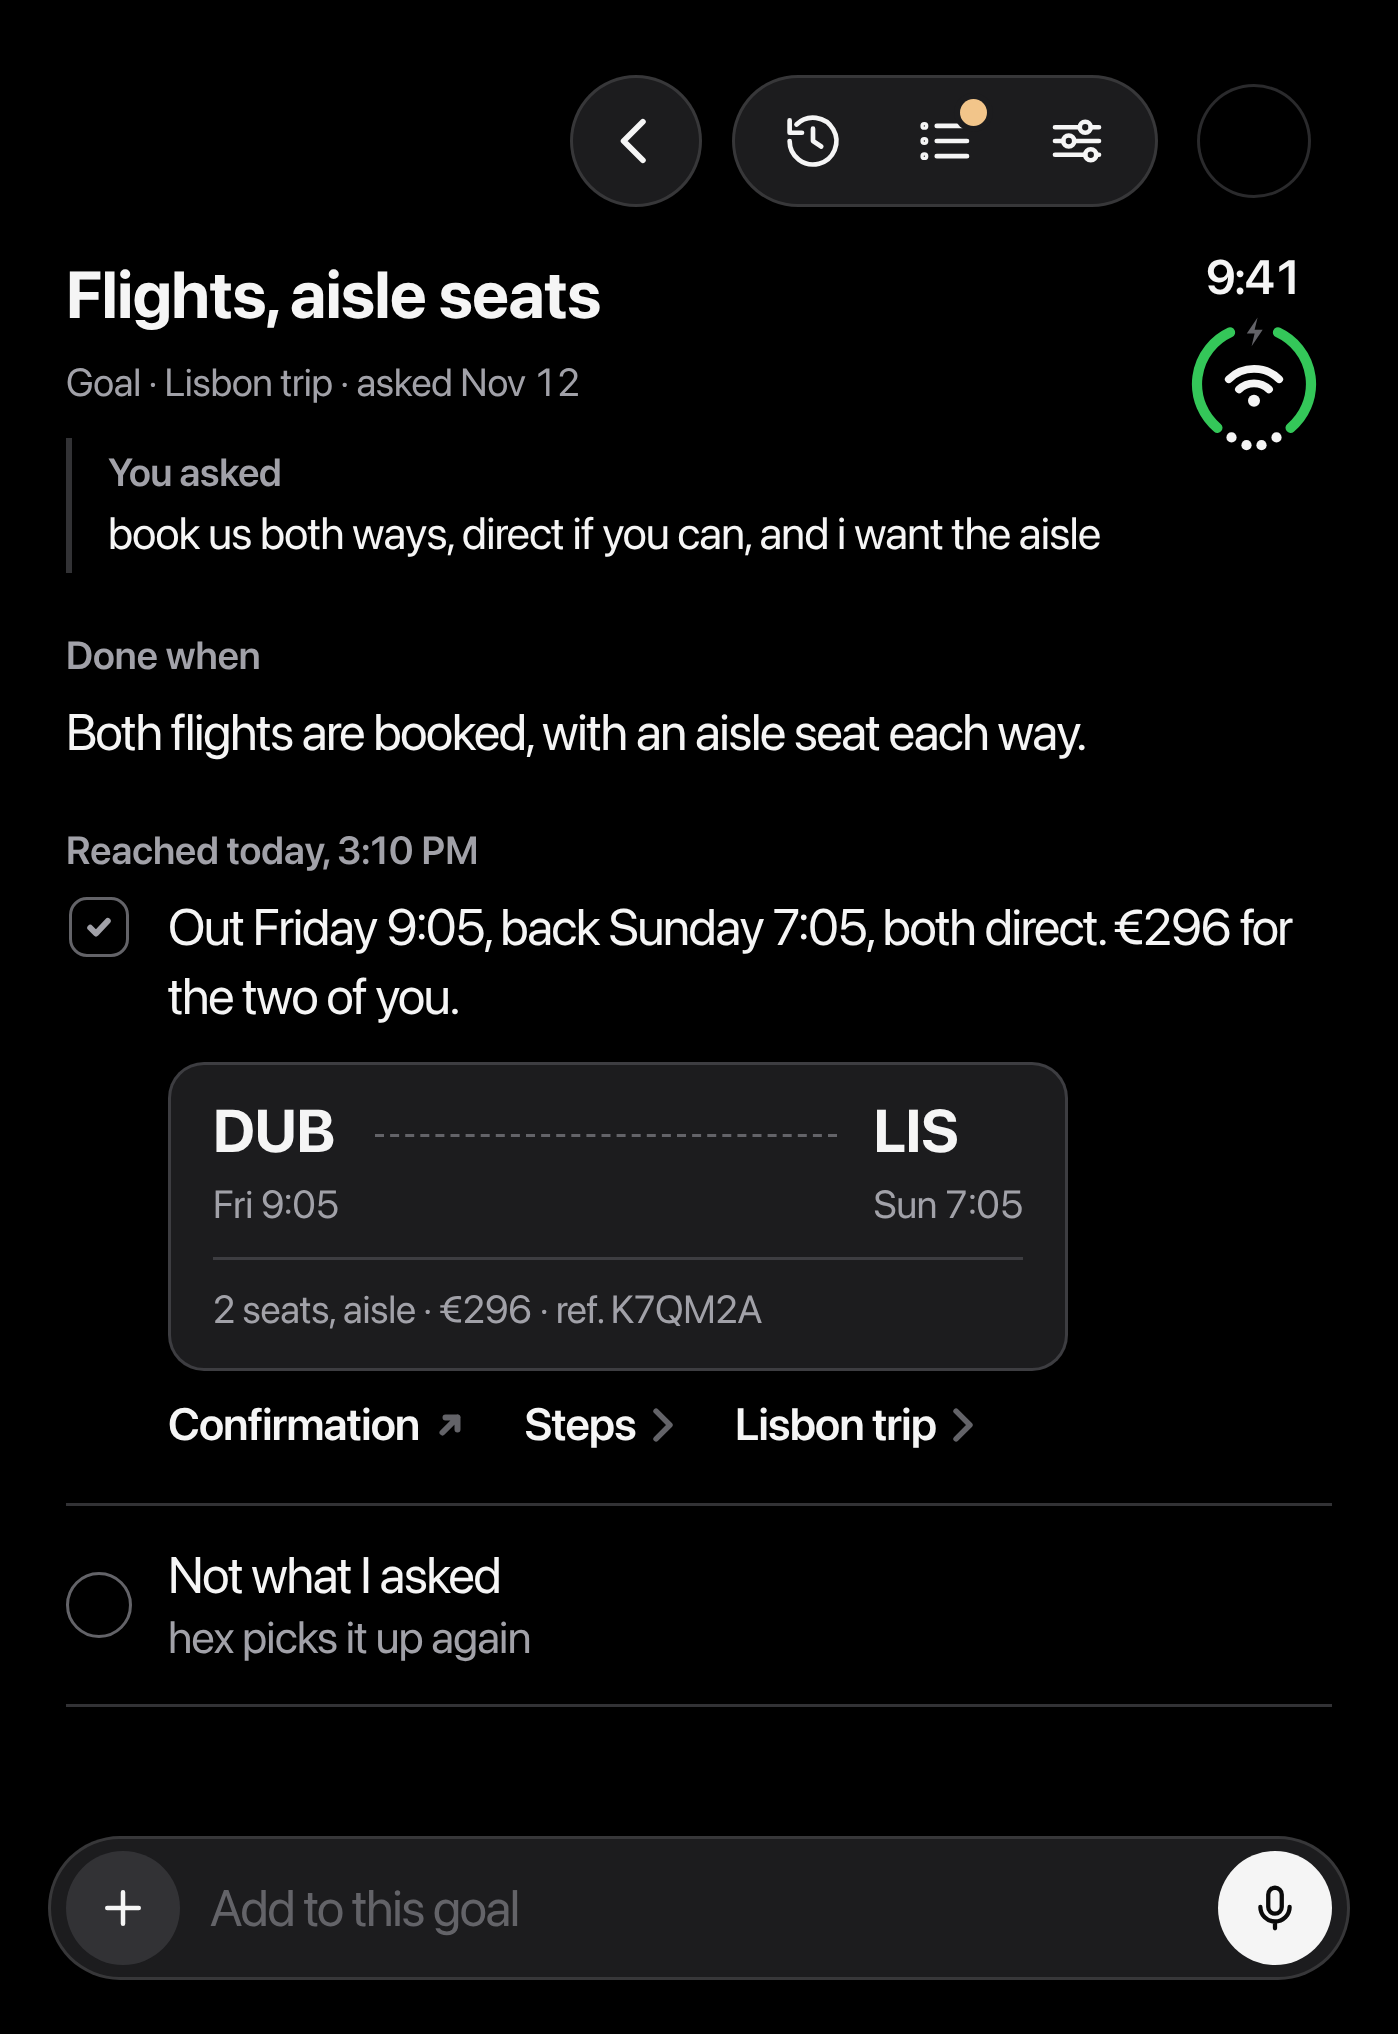 Flights, aisle seats
9:41
Goal · Lisbon trip · asked Nov 12
You asked
book us both ways, direct if you can, and i want the aisle
Done when
Both flights are booked, with an aisle seat each way.
Reached today, 3:10 PM
Out Friday 9:05, back Sunday 7:05, both direct. €296 for
the two of you.
DUB LIS
Fri 9:05 Sun 7:05
2 seats, aisle · €296 · ref. K7QM2A
Confirmation Steps Lisbon trip
Not what I asked
hex picks it up again
Add to this goal